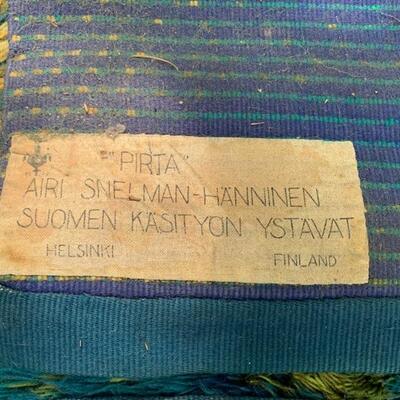 "PIRTA"
AIRI SNELMAN-HÄNNINEN
SUOMEN KÄSITYÖN YSTÄVÄT
HELSINKI FINLAND